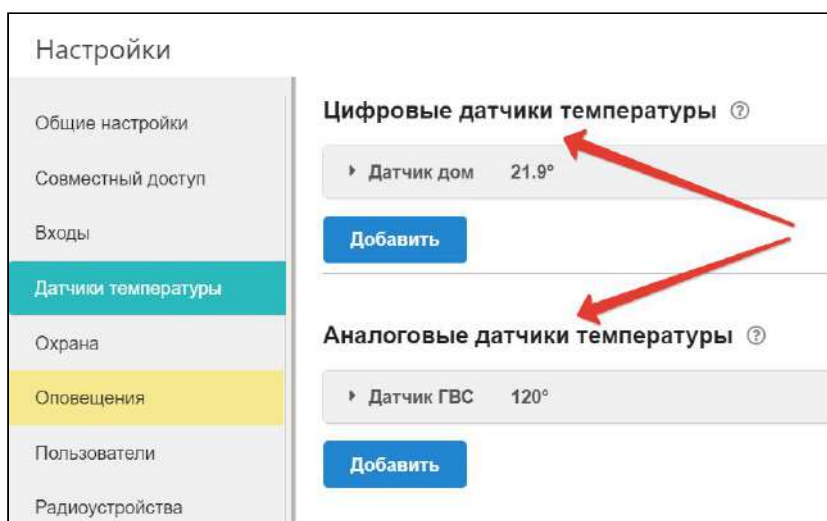 Настройки
Общие настройки
Совместный доступ
Входы
Датчики температуры
Охрана
Оповещения
Пользователи
Радиоустройства
Цифровые датчики температуры ?
Датчик дом 21.9°
Добавить
Аналоговые датчики температуры ?
Датчик ГВС 120°
Добавить